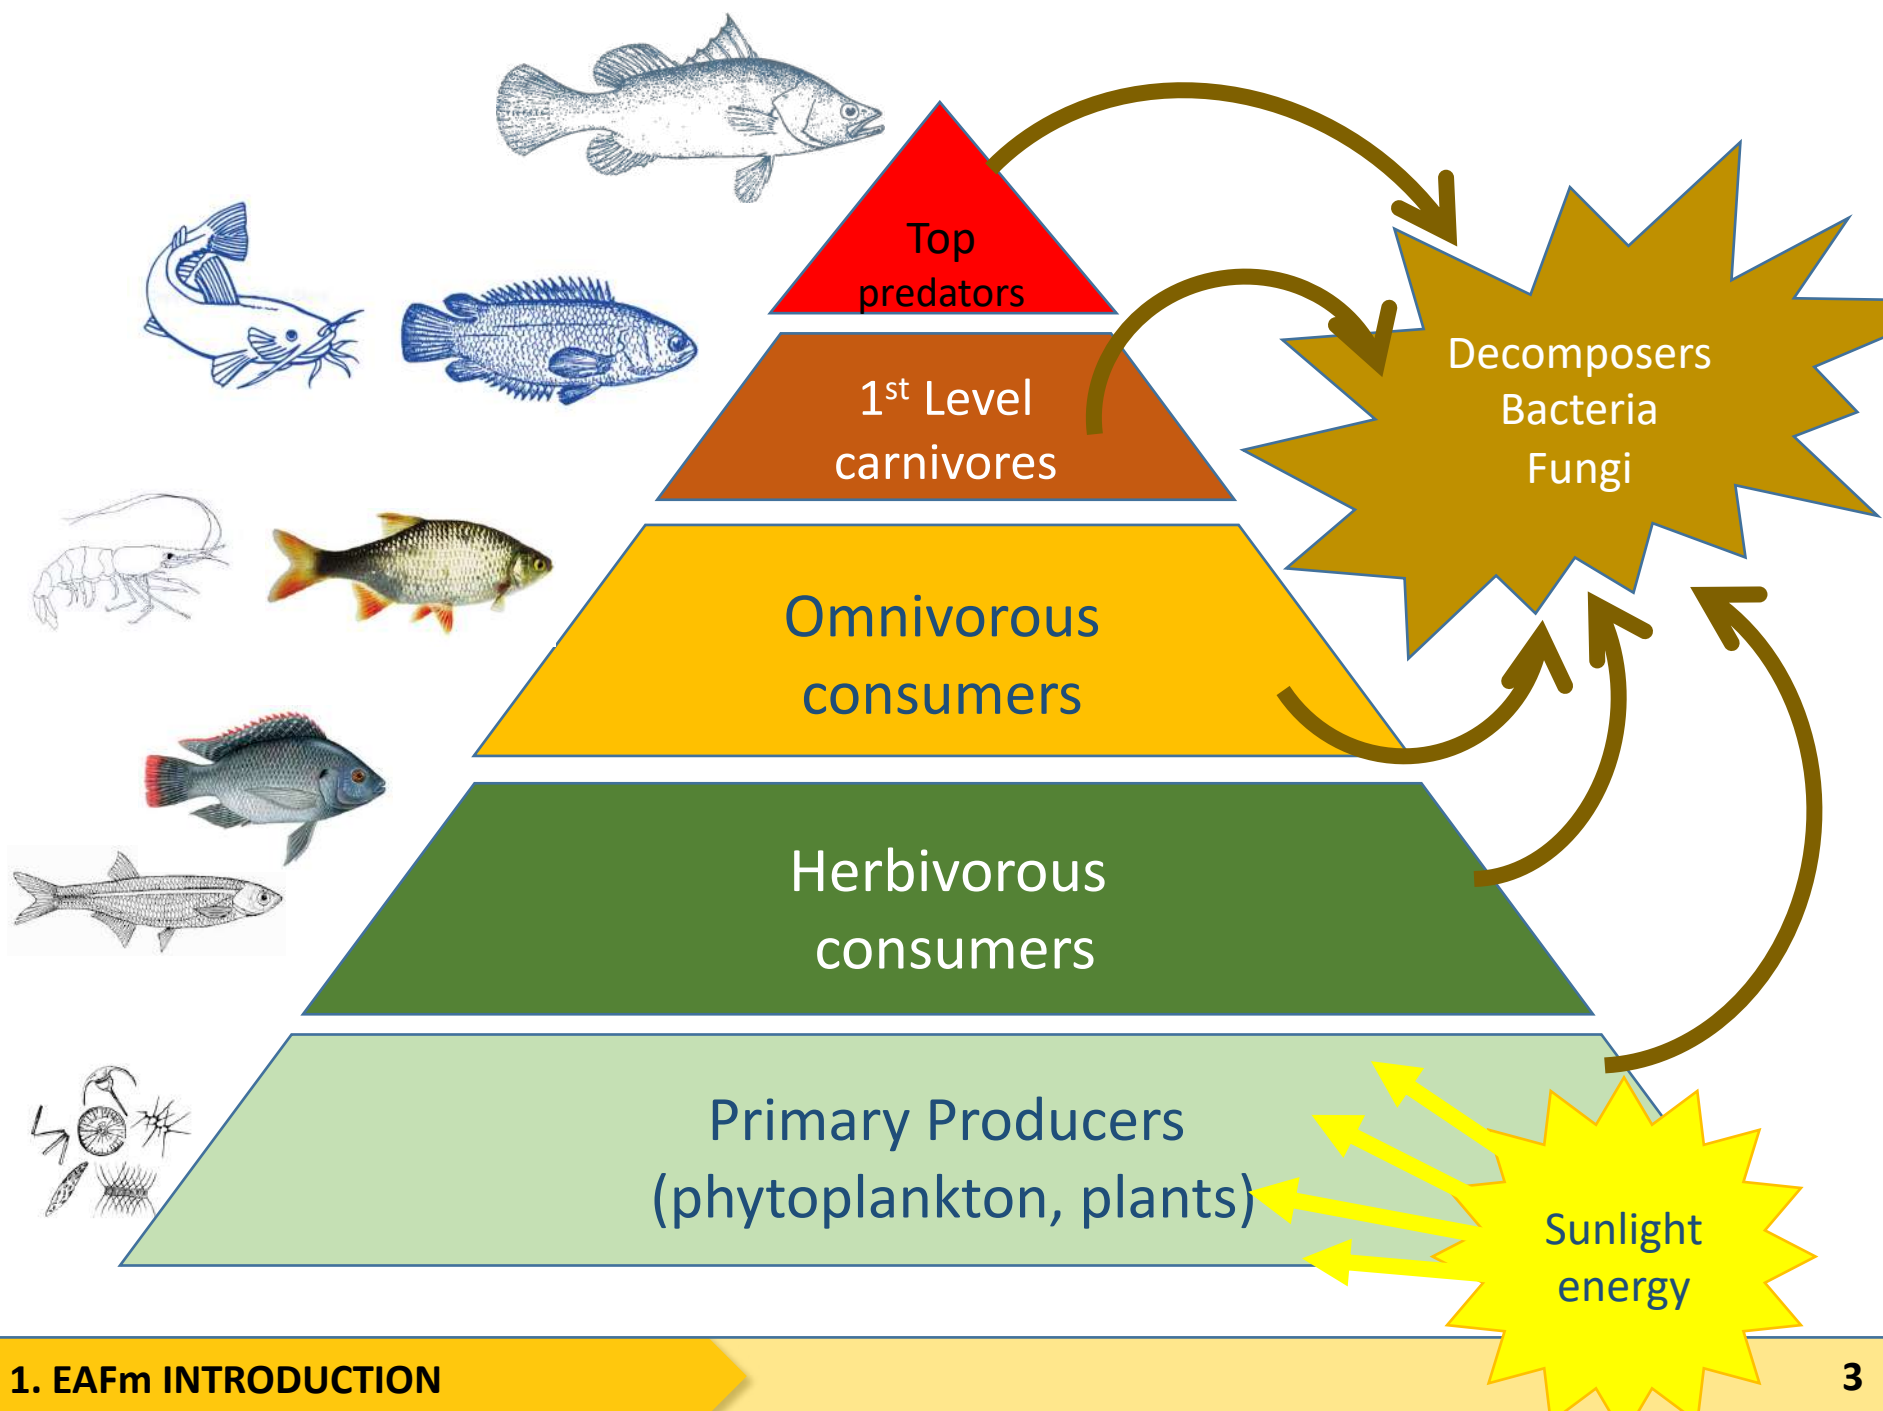 Top
predators
1st Level
carnivores
Omnivorous
consumers
Herbivorous
consumers
Primary Producers
(phytoplankton, plants)
Decomposers
Bacteria
Fungi
Sunlight
energy
1. EAFm INTRODUCTION
3